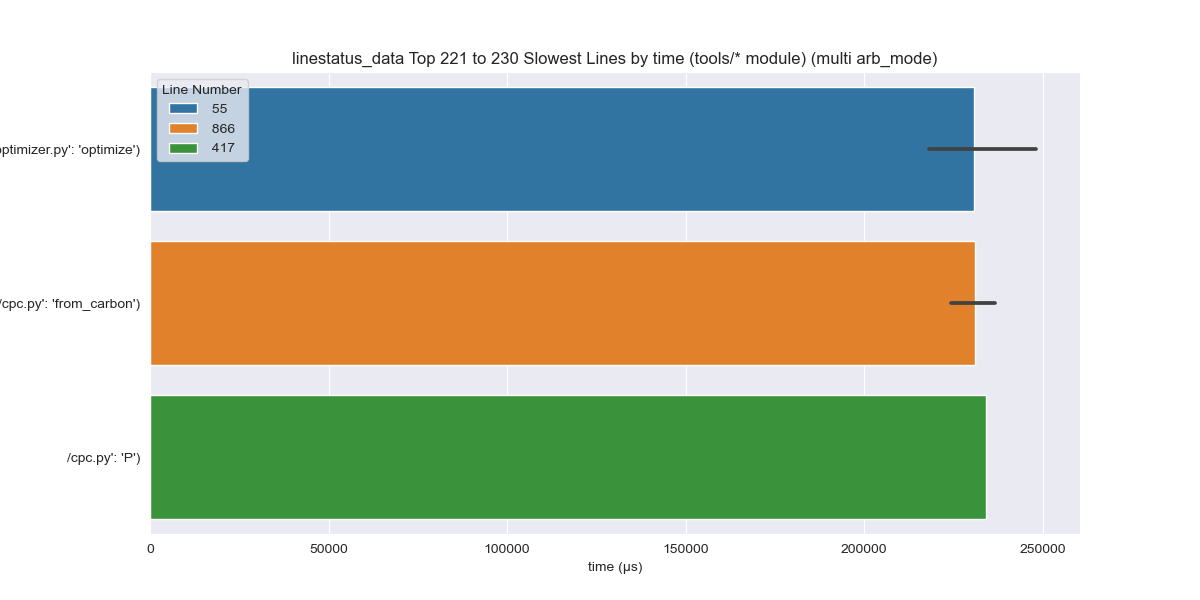 linestatus_data Top 221 to 230 Slowest Lines by time (tools/* module) (multi arb_mode)
Line Number
55
866
417
optimizer.py': 'optimize')
/cpc.py': 'from_carbon')
/cpc.py': 'P')
0 50000 100000 150000 200000 250000
time (µs)